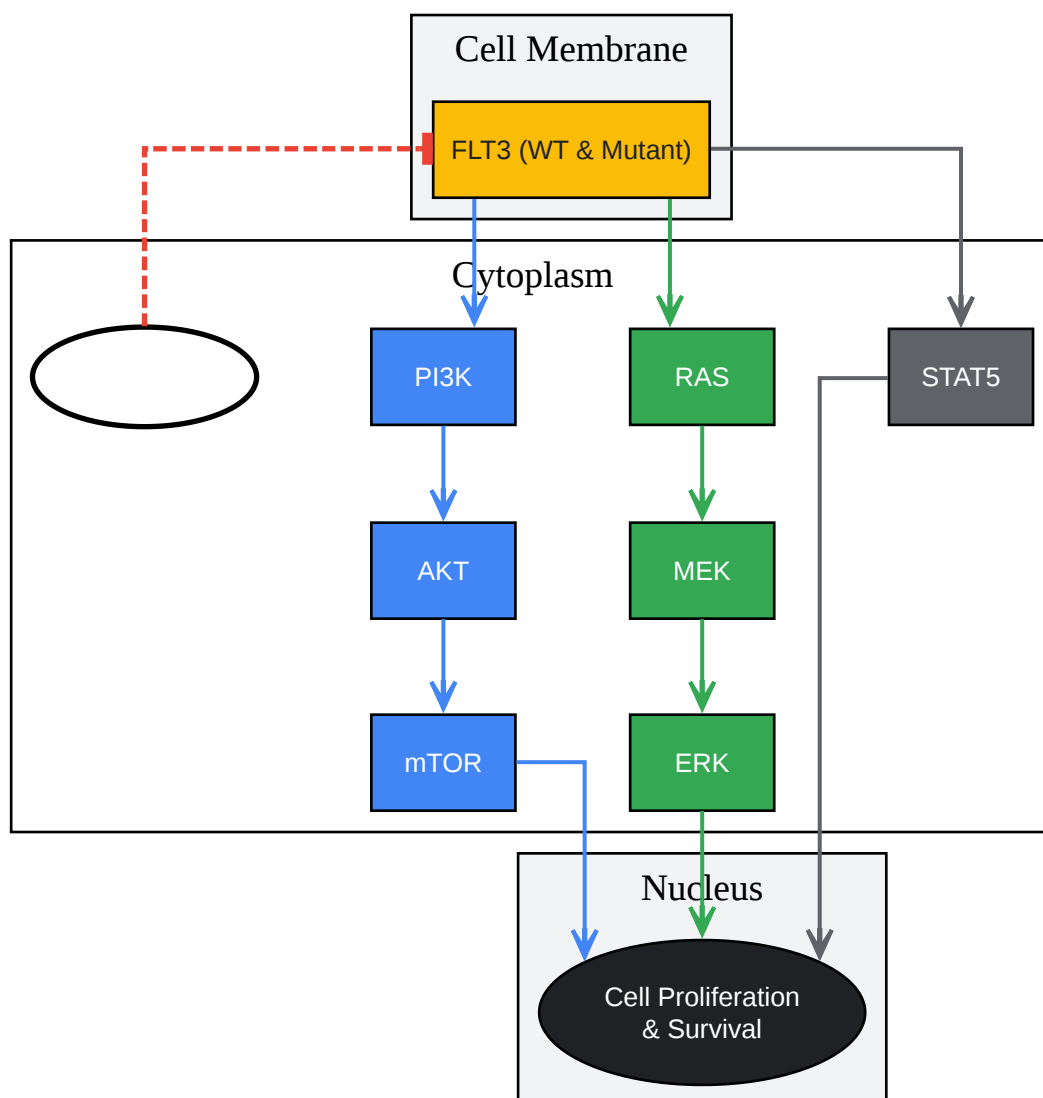 Cell Membrane
FLT3 (WT & Mutant)
Cytoplasm
PI3K
RAS
STAT5
AKT
MEK
mTOR
ERK
Nucleus
Cell Proliferation
& Survival